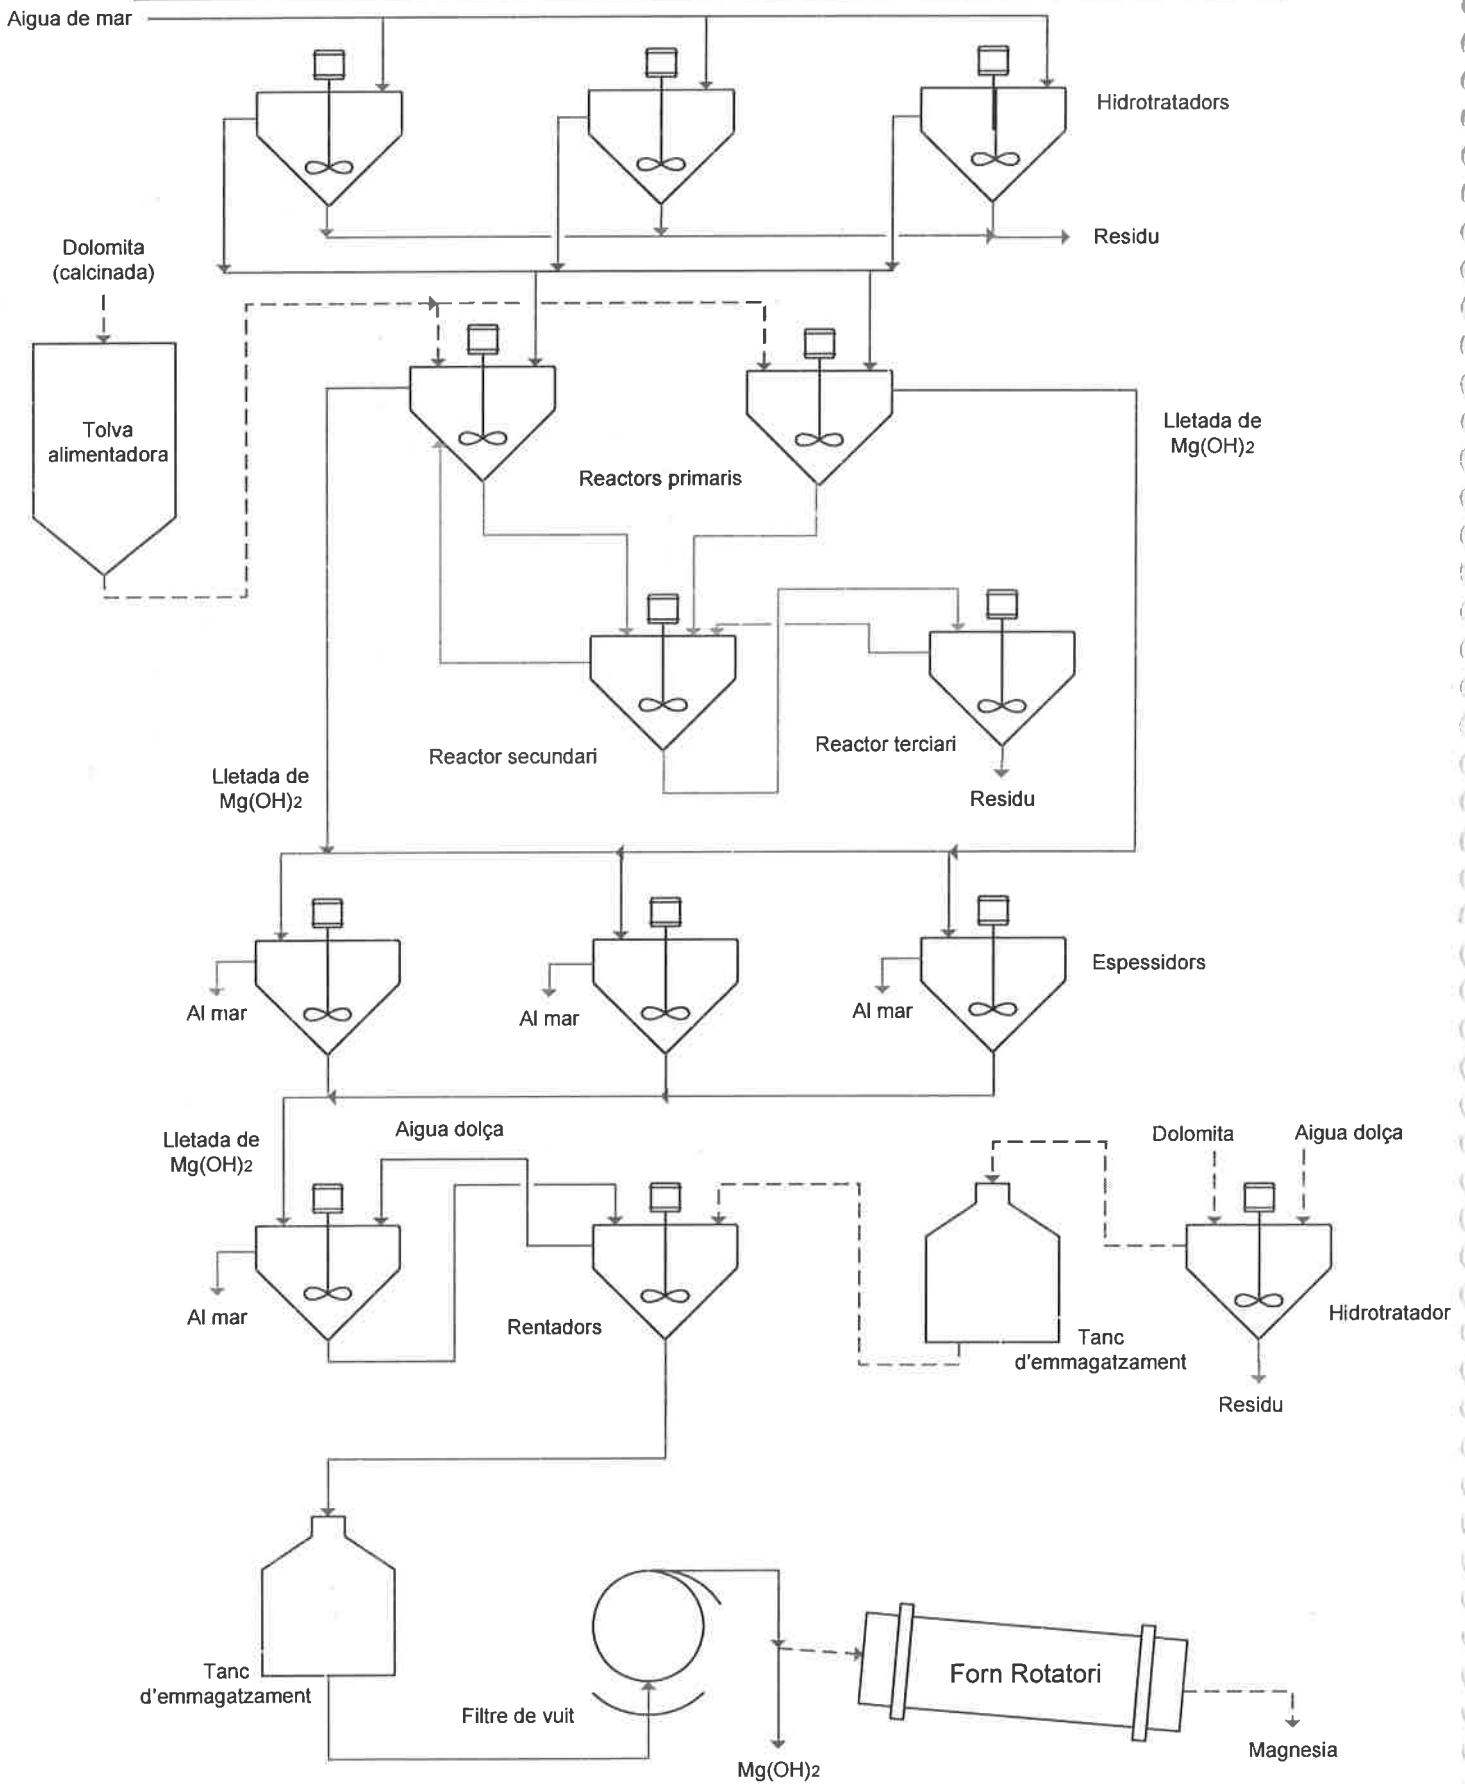 Aigua de mar
Hidrotratadors
Residu
Dolomita
(calcinada)
Tolva
alimentadora
Lletada de
Mg(OH)2
Reactors primaris
Reactor secundari
Reactor terciari
Residu
Lletada de
Mg(OH)2
Espessidors
Al mar
Al mar
Al mar
Lletada de
Mg(OH)2
Aigua dolça
Dolomita
Aigua dolça
Al mar
Rentadors
Tanc
d'emmagatzament
Hidrotratador
Residu
Tanc
d'emmagatzament
Filtre de vuit
Forn Rotatori
Mg(OH)2
Magnesia